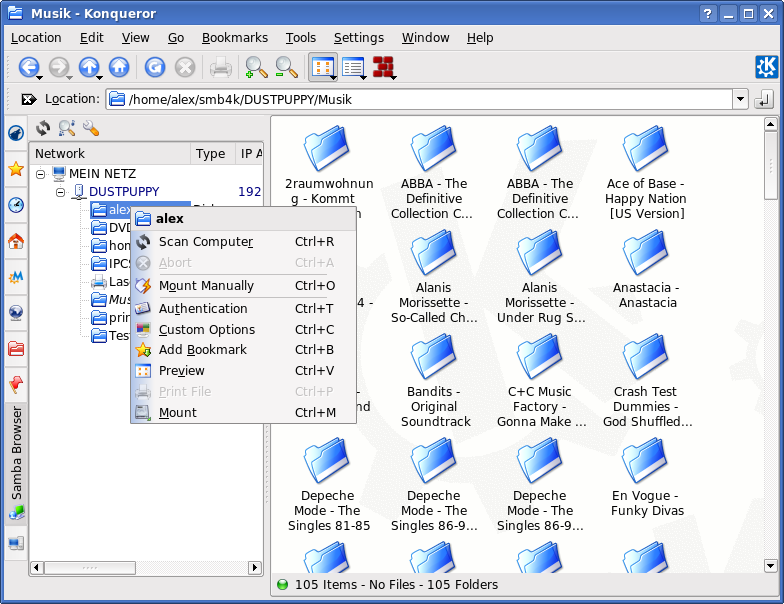 Musik - Konqueror
Location Edit View Go Bookmarks Tools Settings Window Help
Location: /home/alex/smb4k/DUSTPUPPY/Musik
Network Type IP A
MEIN NETZ
DUSTPUPPY 192
alex
DVD
hom
IPC
Las
Mus
prin
Tes
Samba Browser
alex
Scan Computer Ctrl+R
Abort Ctrl+A
Mount Manually Ctrl+O
Authentication Ctrl+T
Custom Options Ctrl+C
Add Bookmark Ctrl+B
Preview Ctrl+V
Print File Ctrl+P
Mount Ctrl+M
2raumwohnun
g - Kommt
ABBA - The
Definitive
Collection C...
ABBA - The
Definitive
Collection C...
Ace of Base -
Happy Nation
[US Version]
4 -
Alanis
Morissette -
So-Called Ch...
Alanis
Morissette -
Under Rug S...
Anastacia -
Anastacia
nd
Bandits -
Original
Soundtrack
C+C Music
Factory -
Gonna Make ...
Crash Test
Dummies -
God Shuffled...
Depeche
Mode - The
Singles 81-85
Depeche
Mode - The
Singles 86-9...
Depeche
Mode - The
Singles 86-9...
En Vogue -
Funky Divas
105 Items - No Files - 105 Folders